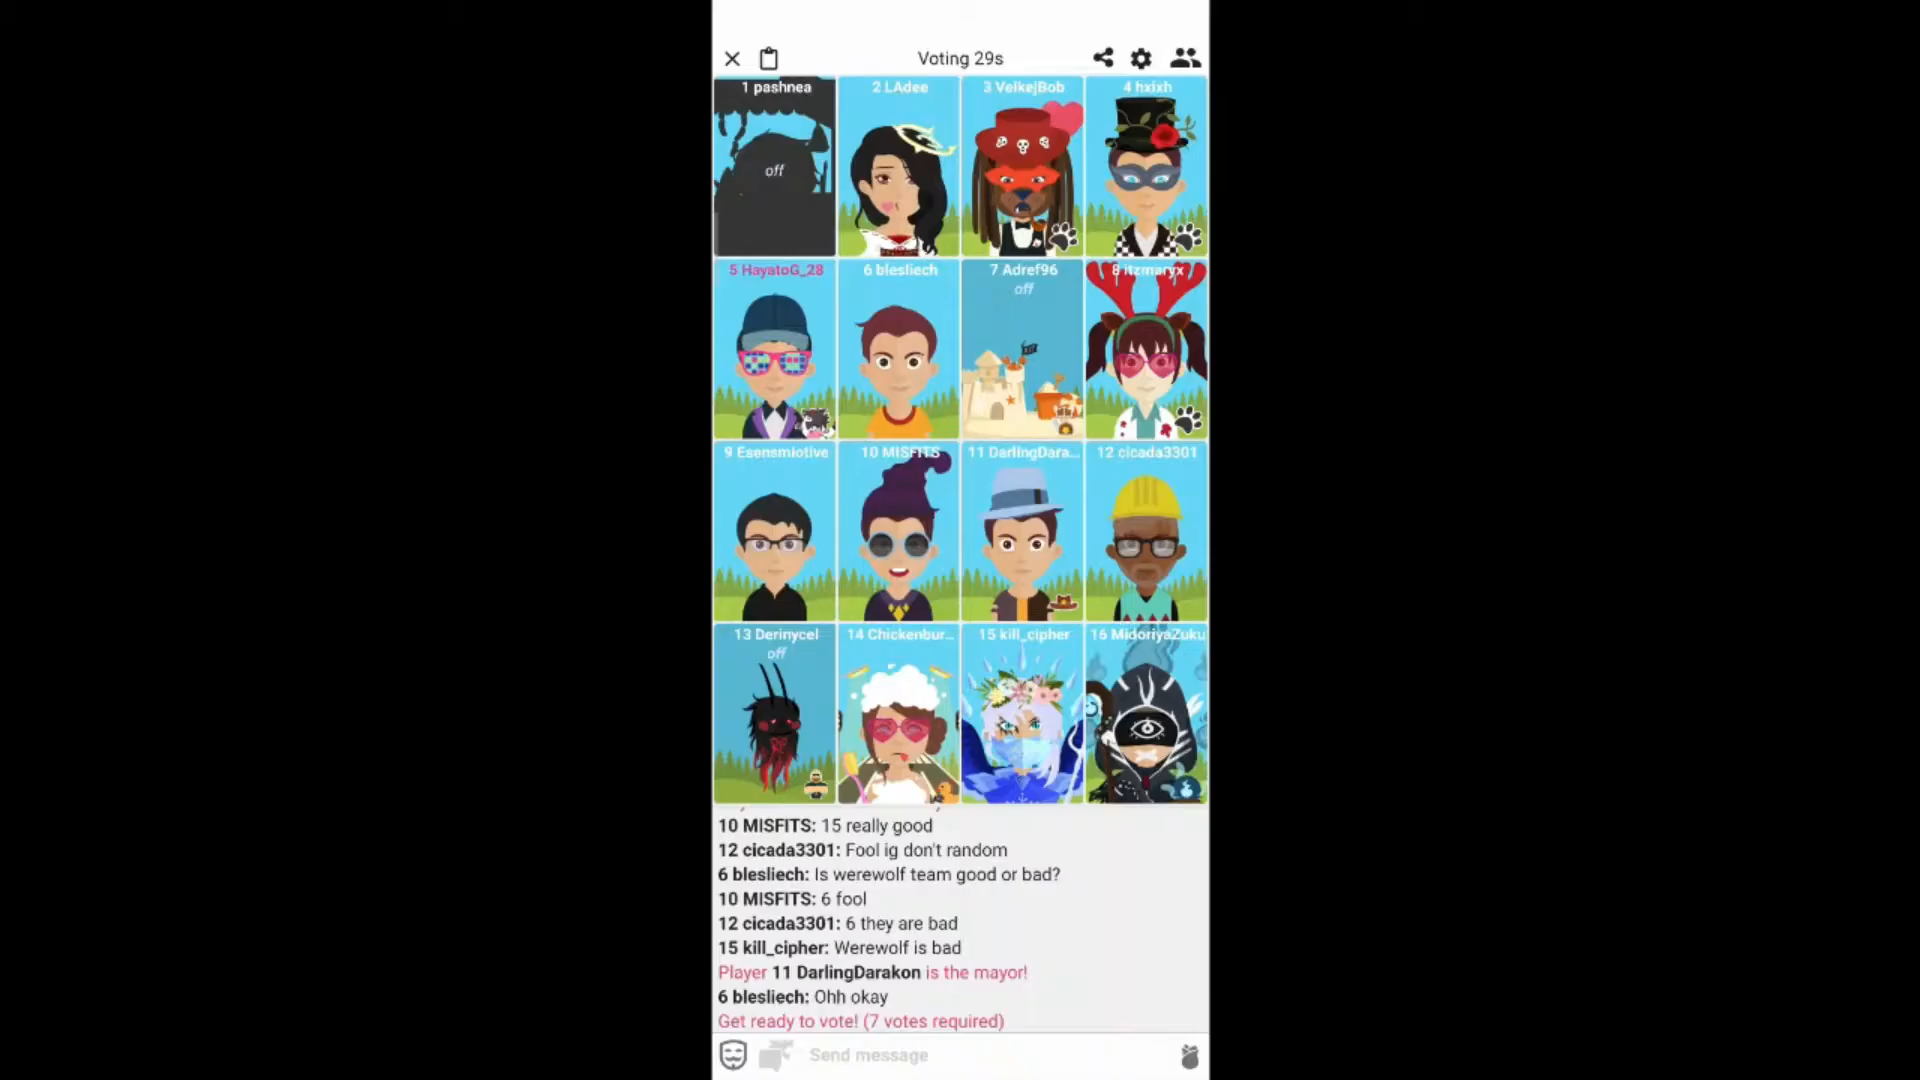 Voting 29s
1 pashnea
2 LAdee
3 VelkejBob
4 hxixh
off
5 HayatoG_28
6 blesliech
7 Adref96
8 itzmaryx
off
9 Esensmiotive
10 MISFITS
11 DarlingDara...
12 cicada3301
13 Derinycel
14 Chickenbur...
15 kill_cipher
16 MidoriyaZuku
off
10 MISFITS: 15 really good
12 cicada3301: Fool ig don't random
6 blesliech: Is werewolf team good or bad?
10 MISFITS: 6 fool
12 cicada3301: 6 they are bad
15 kill_cipher: Werewolf is bad
Player 11 DarlingDarakon is the mayor!
6 blesliech: Ohh okay
Get ready to vote! (7 votes required)
Send message